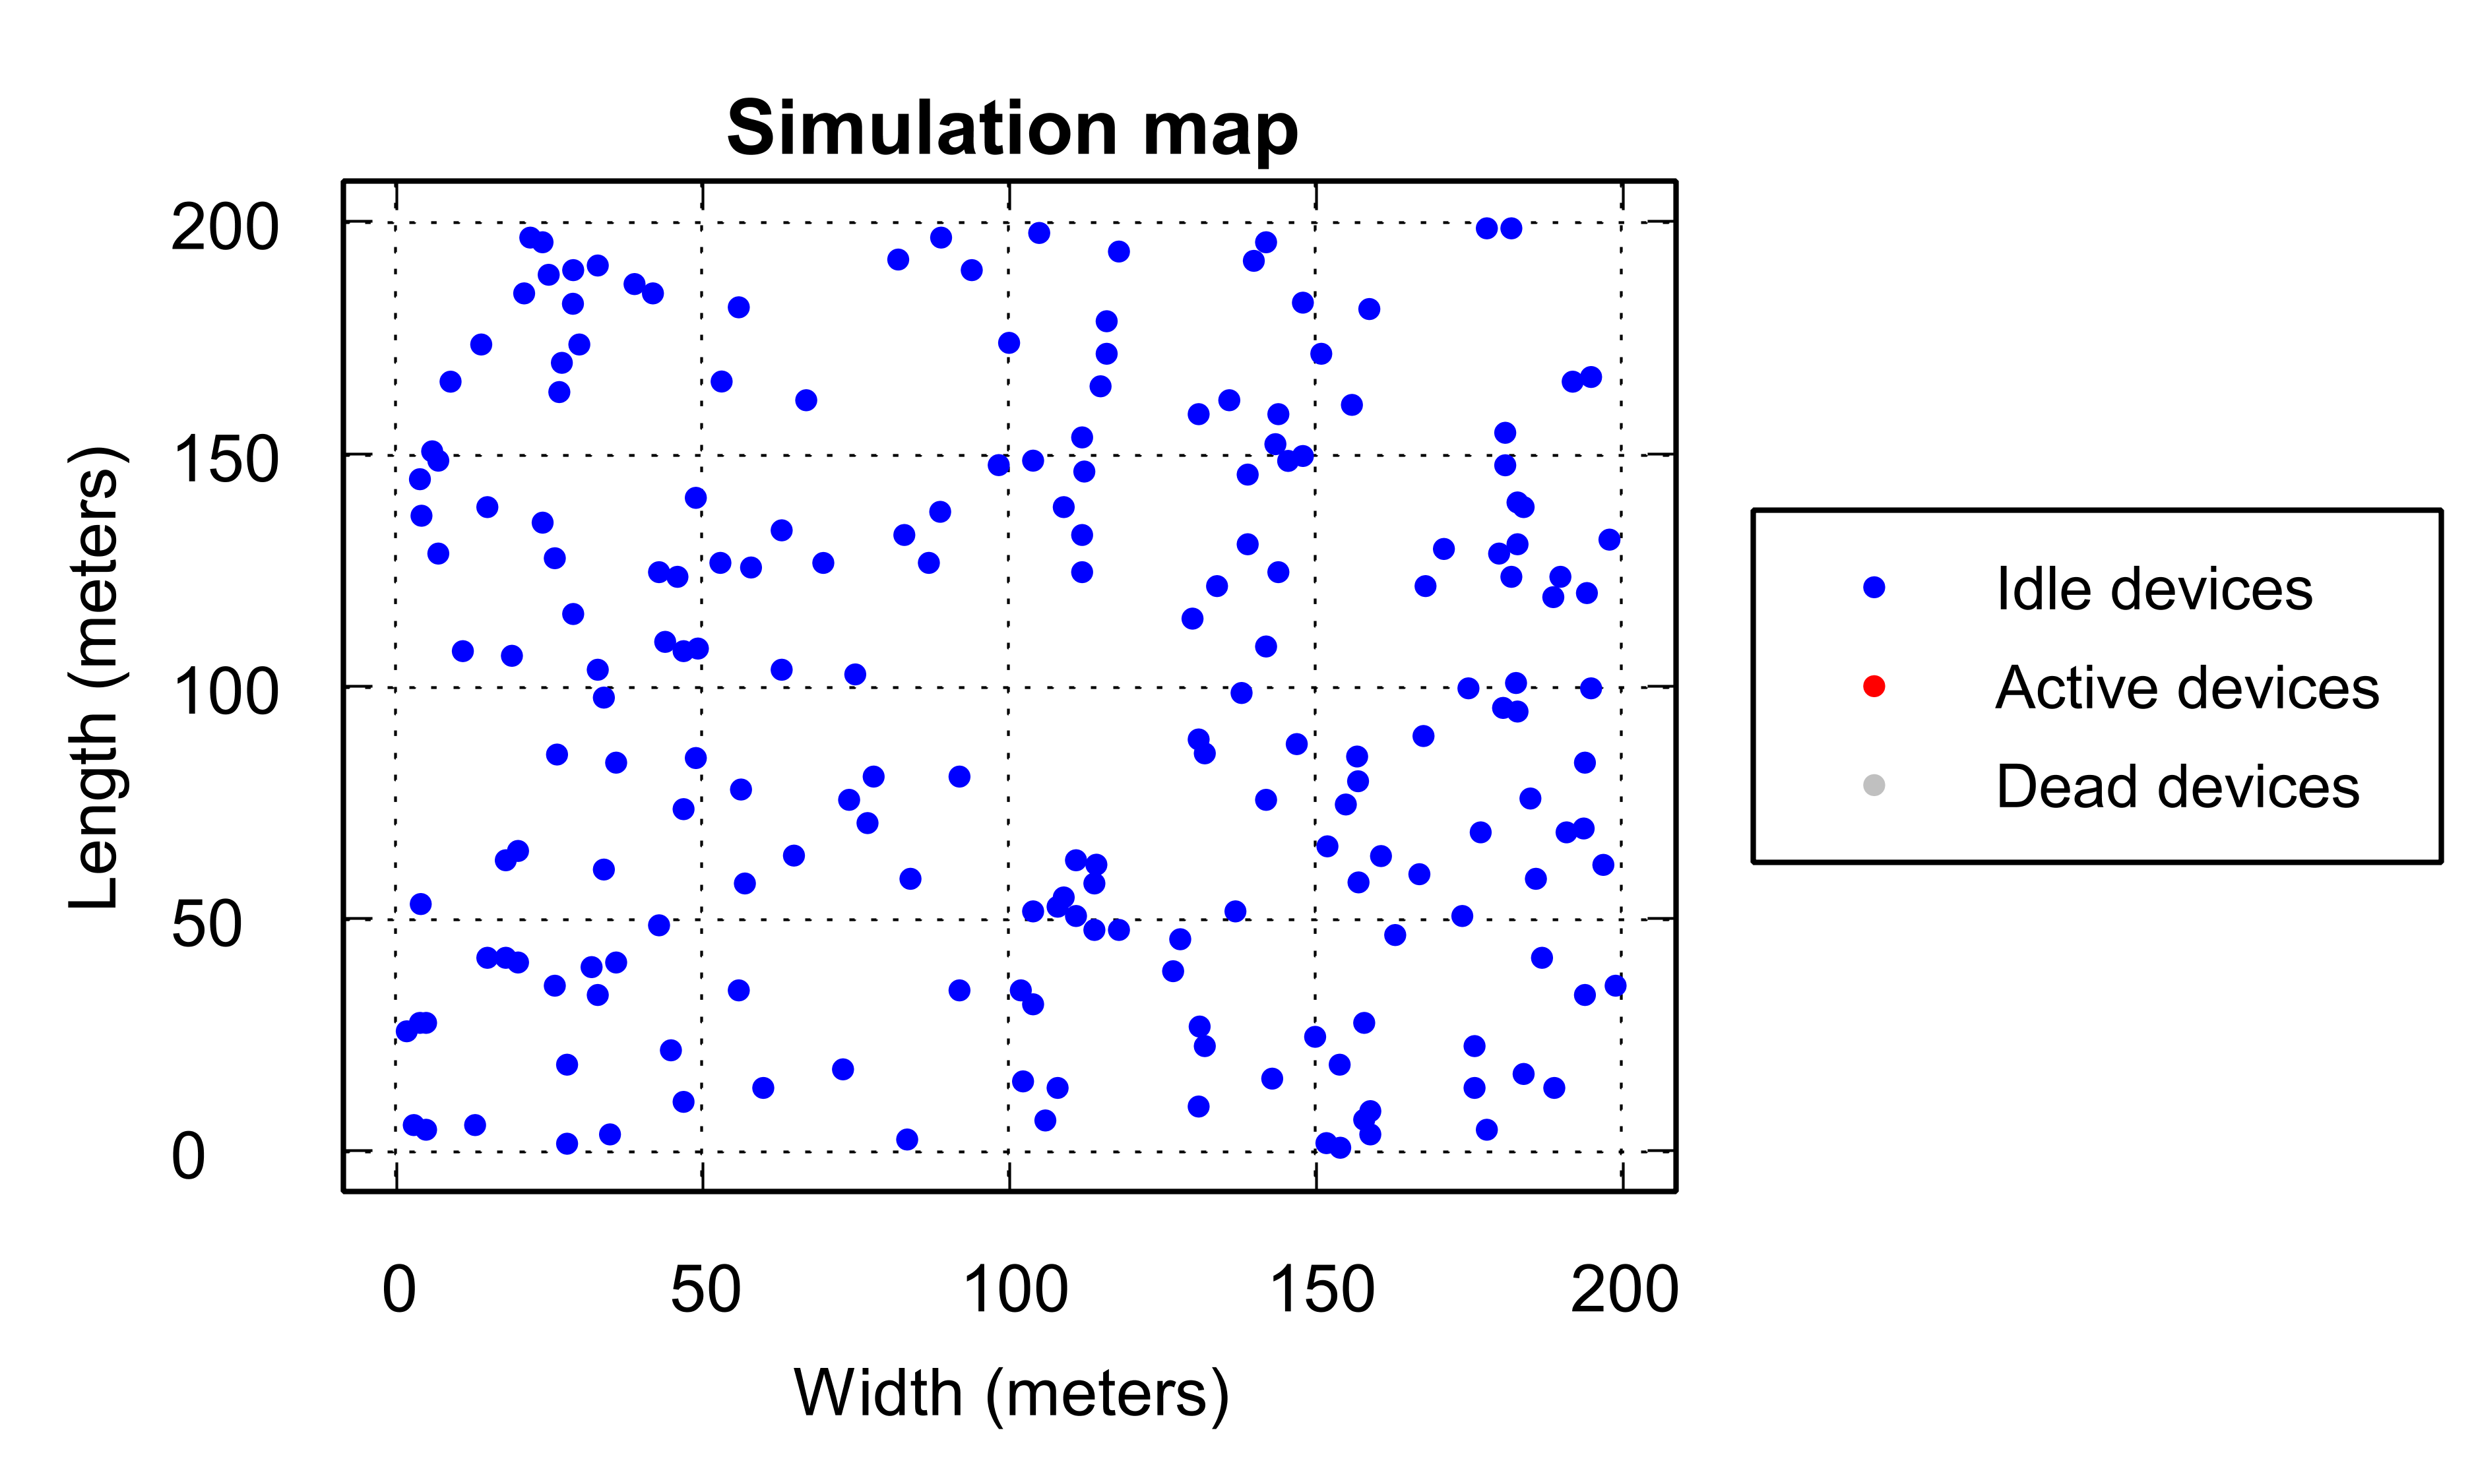 Simulation map
200
150
100
50
0
Length (meters)
0 50 100 150 200
Width (meters)
Idle devices
Active devices
Dead devices